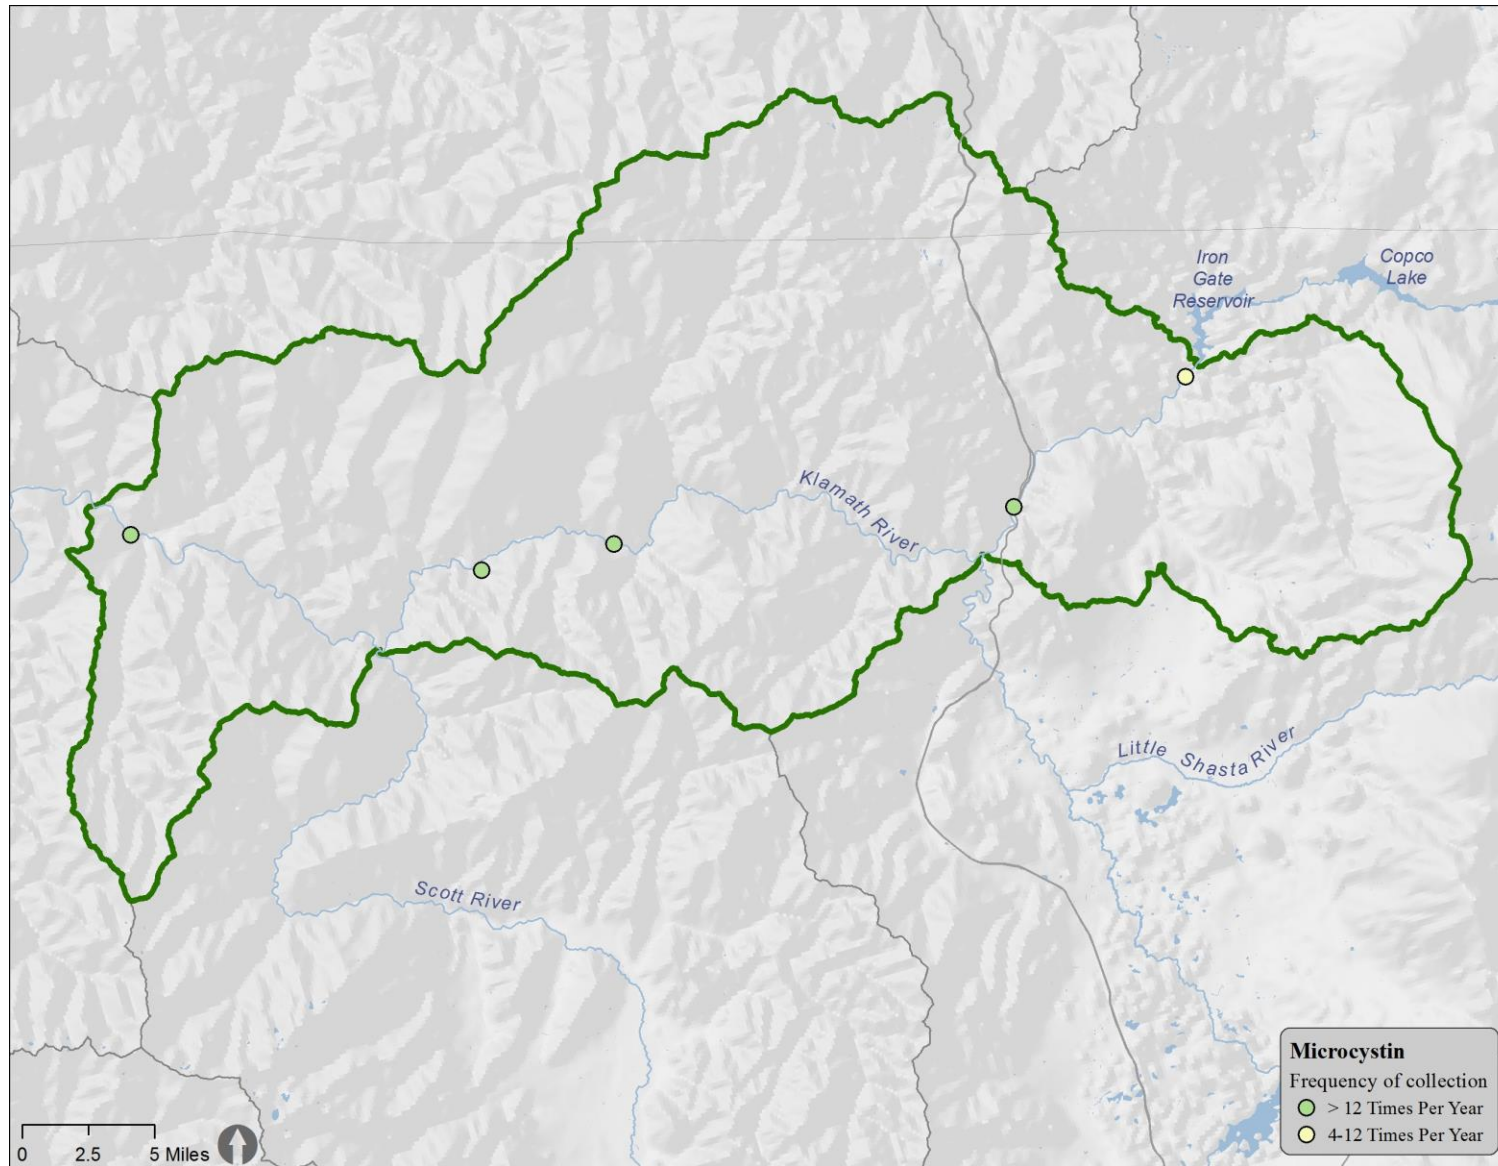 Iron
Gate
Reservoir
Copco
Lake
Klamath River
Little Shasta River
Scott River
Microcystin
Frequency of collection
> 12 Times Per Year
4-12 Times Per Year
0 2.5 5 Miles